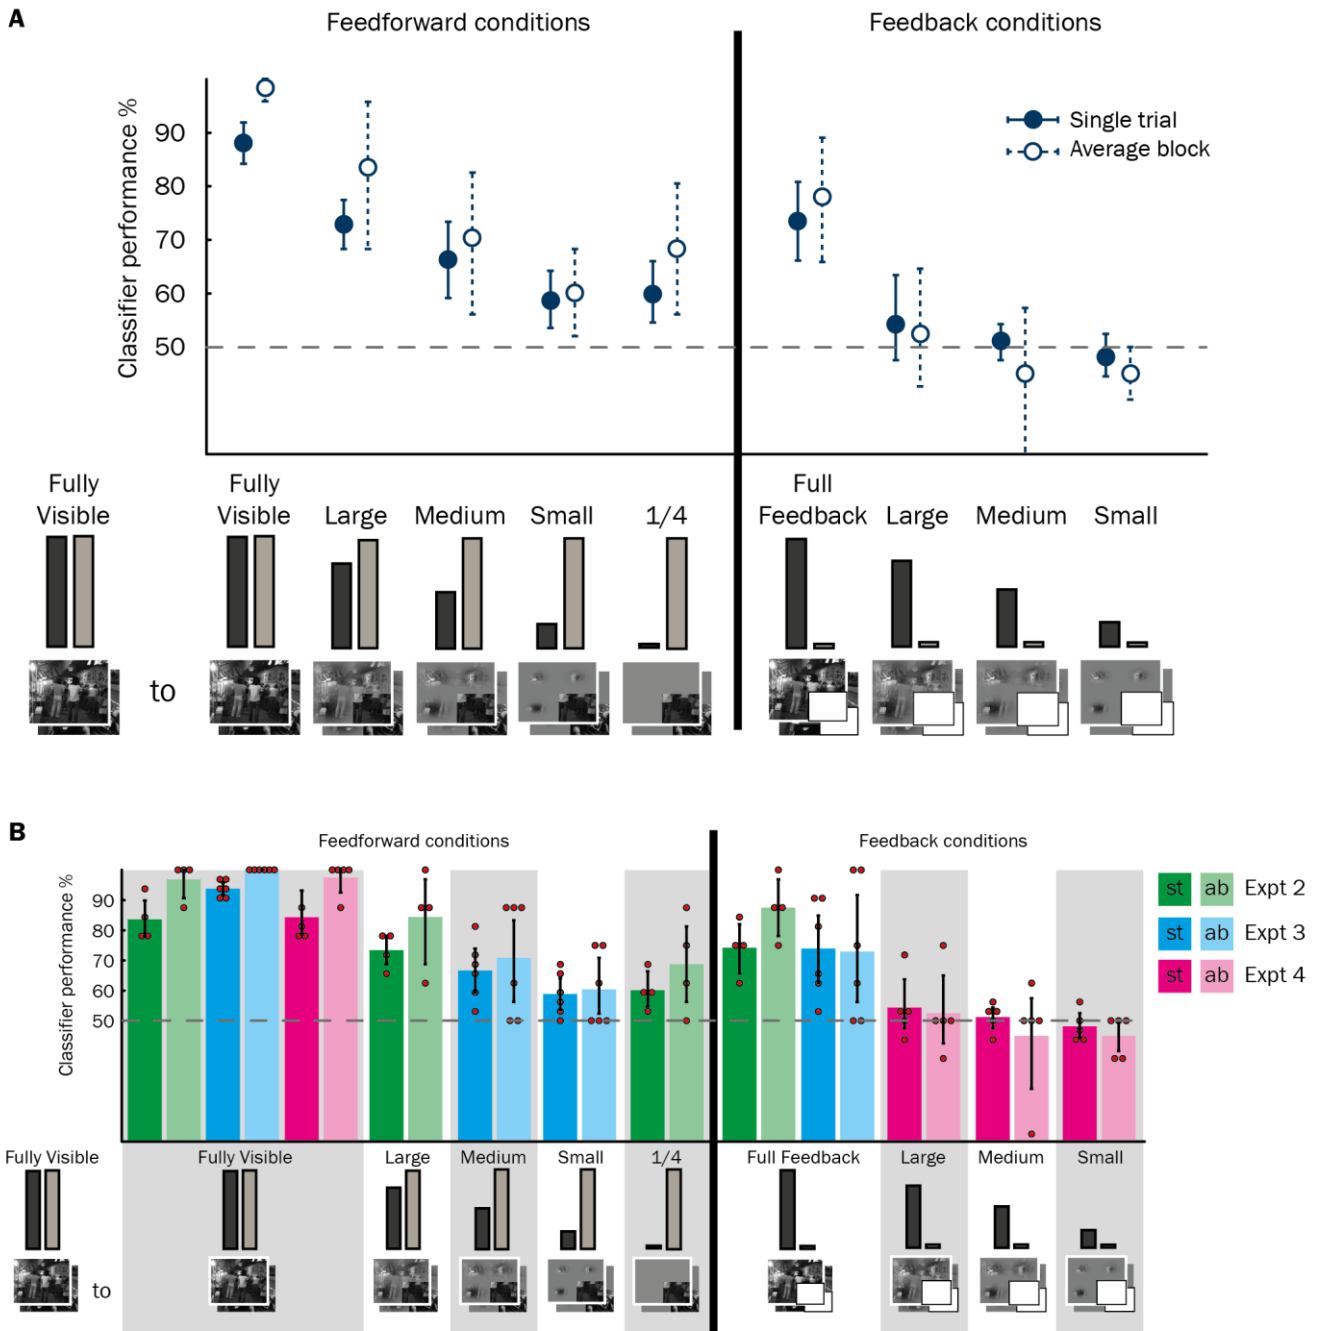 A
Feedforward conditions
Feedback conditions
Classifier performance %
90
80
70
60
50
Single trial
Average block
Fully Visible
Fully Visible
Large
Medium
Small
1/4
Full Feedback
Large
Medium
Small
to
B
Feedforward conditions
Feedback conditions
Classifier performance %
90
80
70
60
50
st ab Expt 2
st ab Expt 3
st ab Expt 4
Fully Visible
Fully Visible
Large
Medium
Small
1/4
Full Feedback
Large
Medium
Small
to